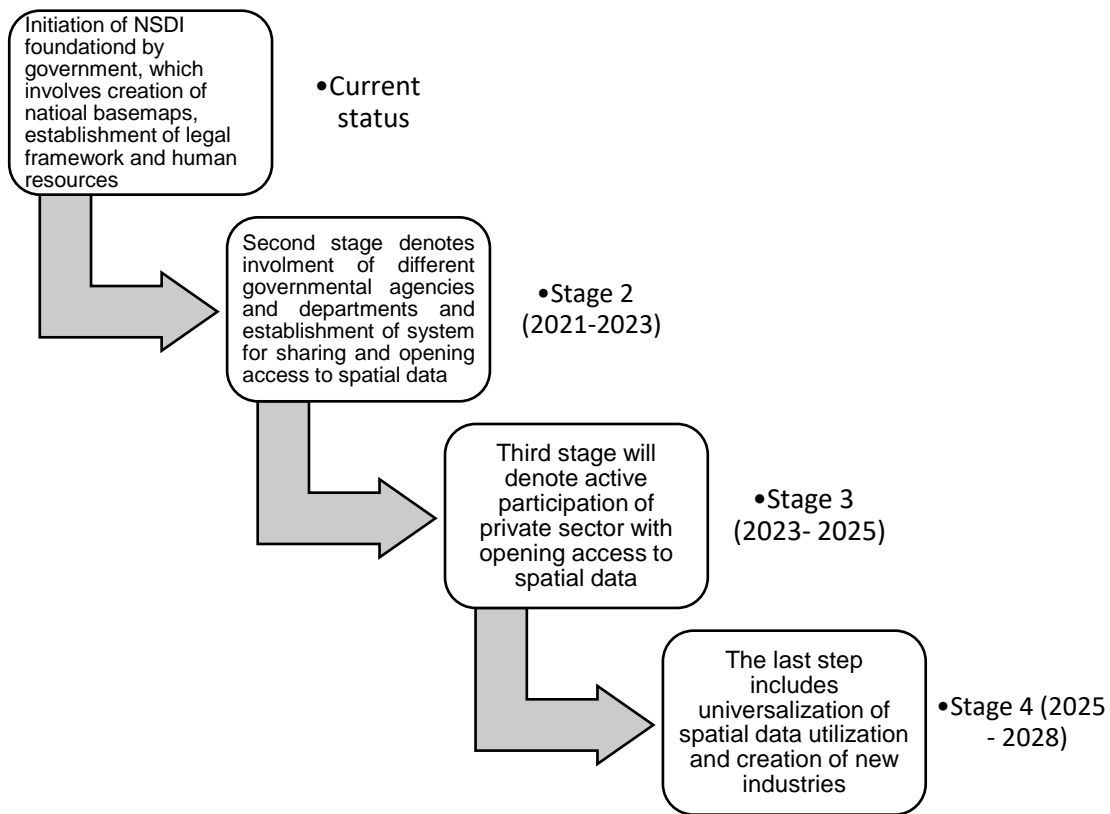 Initiation of NSDI
foundationd by
government, which
involves creation of
natioal basemaps,
establishment of legal
framework and human
resources
•Current
status
Second stage denotes
involment of different
governmental agencies
and departments and
establishment of system
for sharing and opening
access to spatial data
•Stage 2
(2021-2023)
Third stage will
denote active
participation of
private sector with
opening access to
spatial data
•Stage 3
(2023- 2025)
The last step
includes
universalization of
spatial data utilization
and creation of new
industries
•Stage 4 (2025
- 2028)